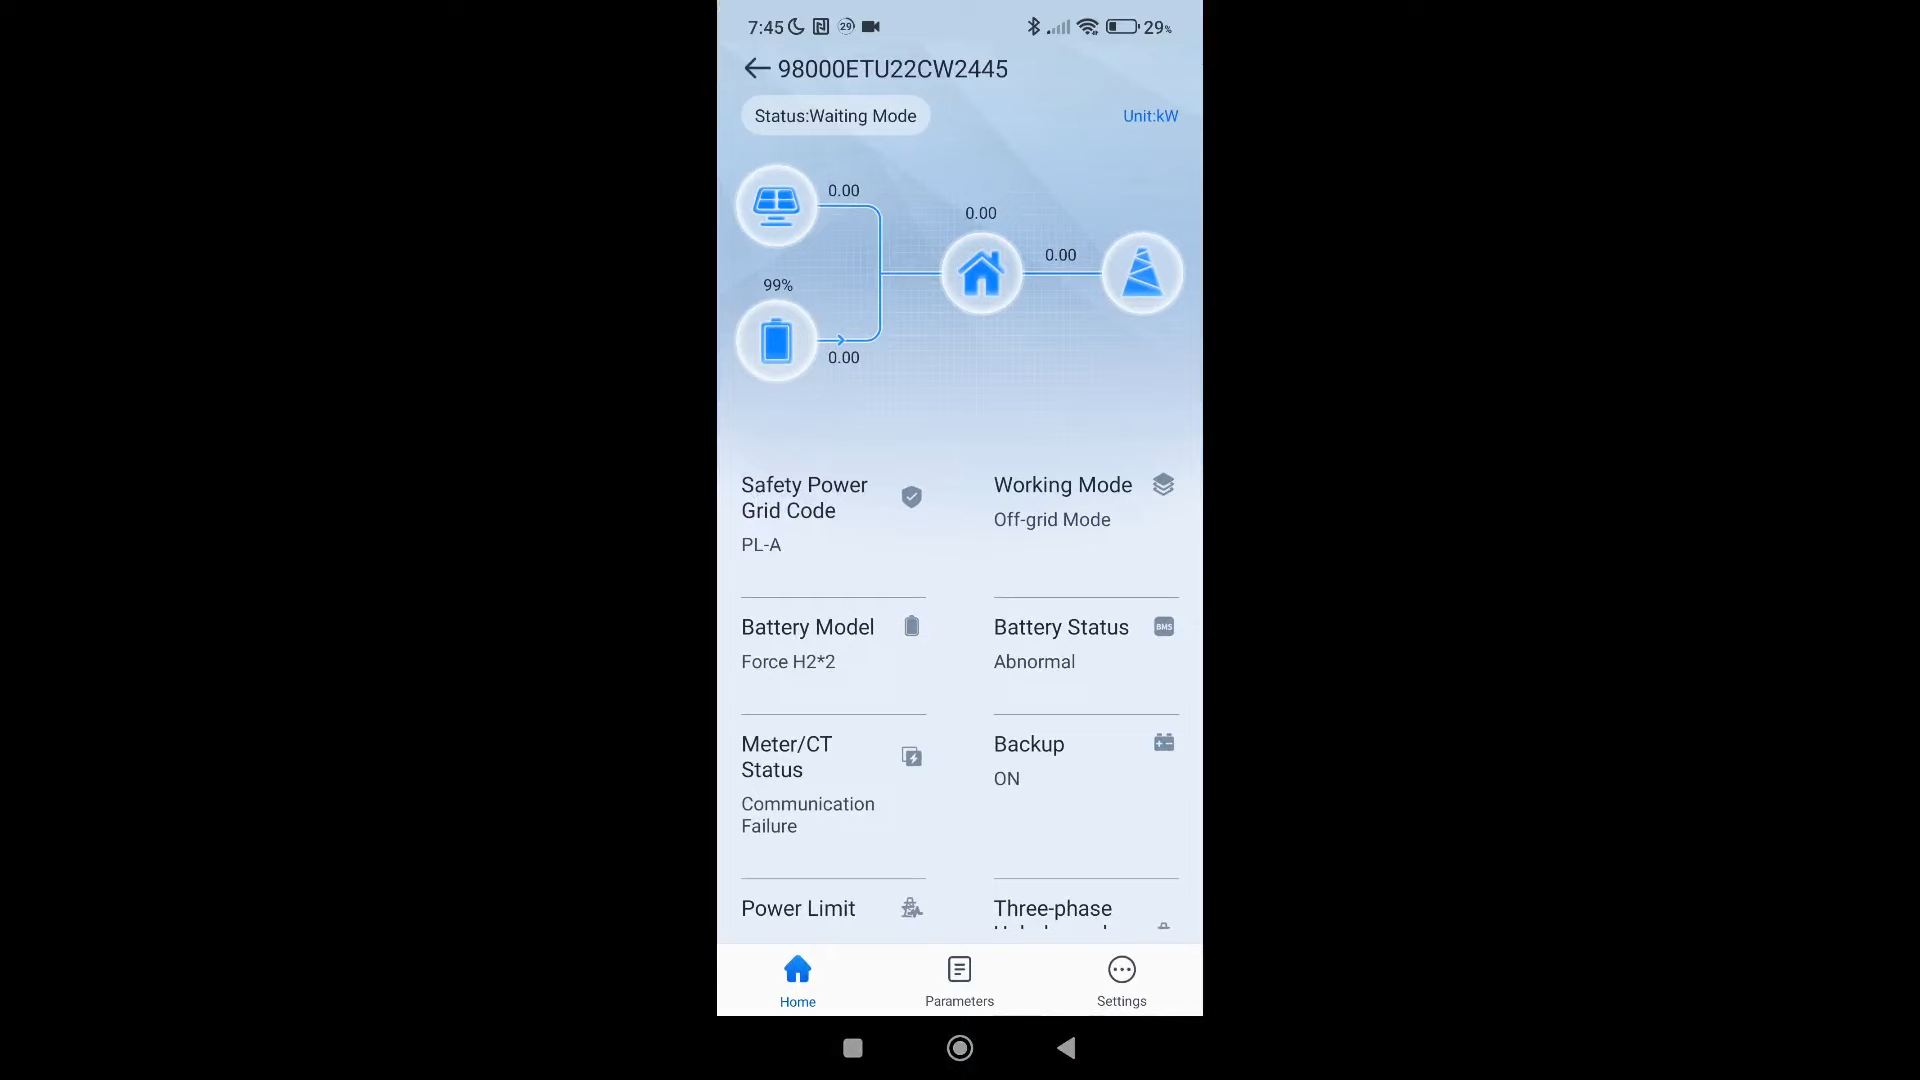 7:45 29 29%
98000ETU22CW2445
Status:Waiting Mode Unit:kW
0.00
0.00
0.00
99%
0.00
Safety Power Grid Code
PL-A
Working Mode
Off-grid Mode
Battery Model
Force H2*2
Battery Status
BMS
Abnormal
Meter/CT
Status
Communication
Failure
Backup
ON
Power Limit
Three-phase
Home
Parameters
Settings